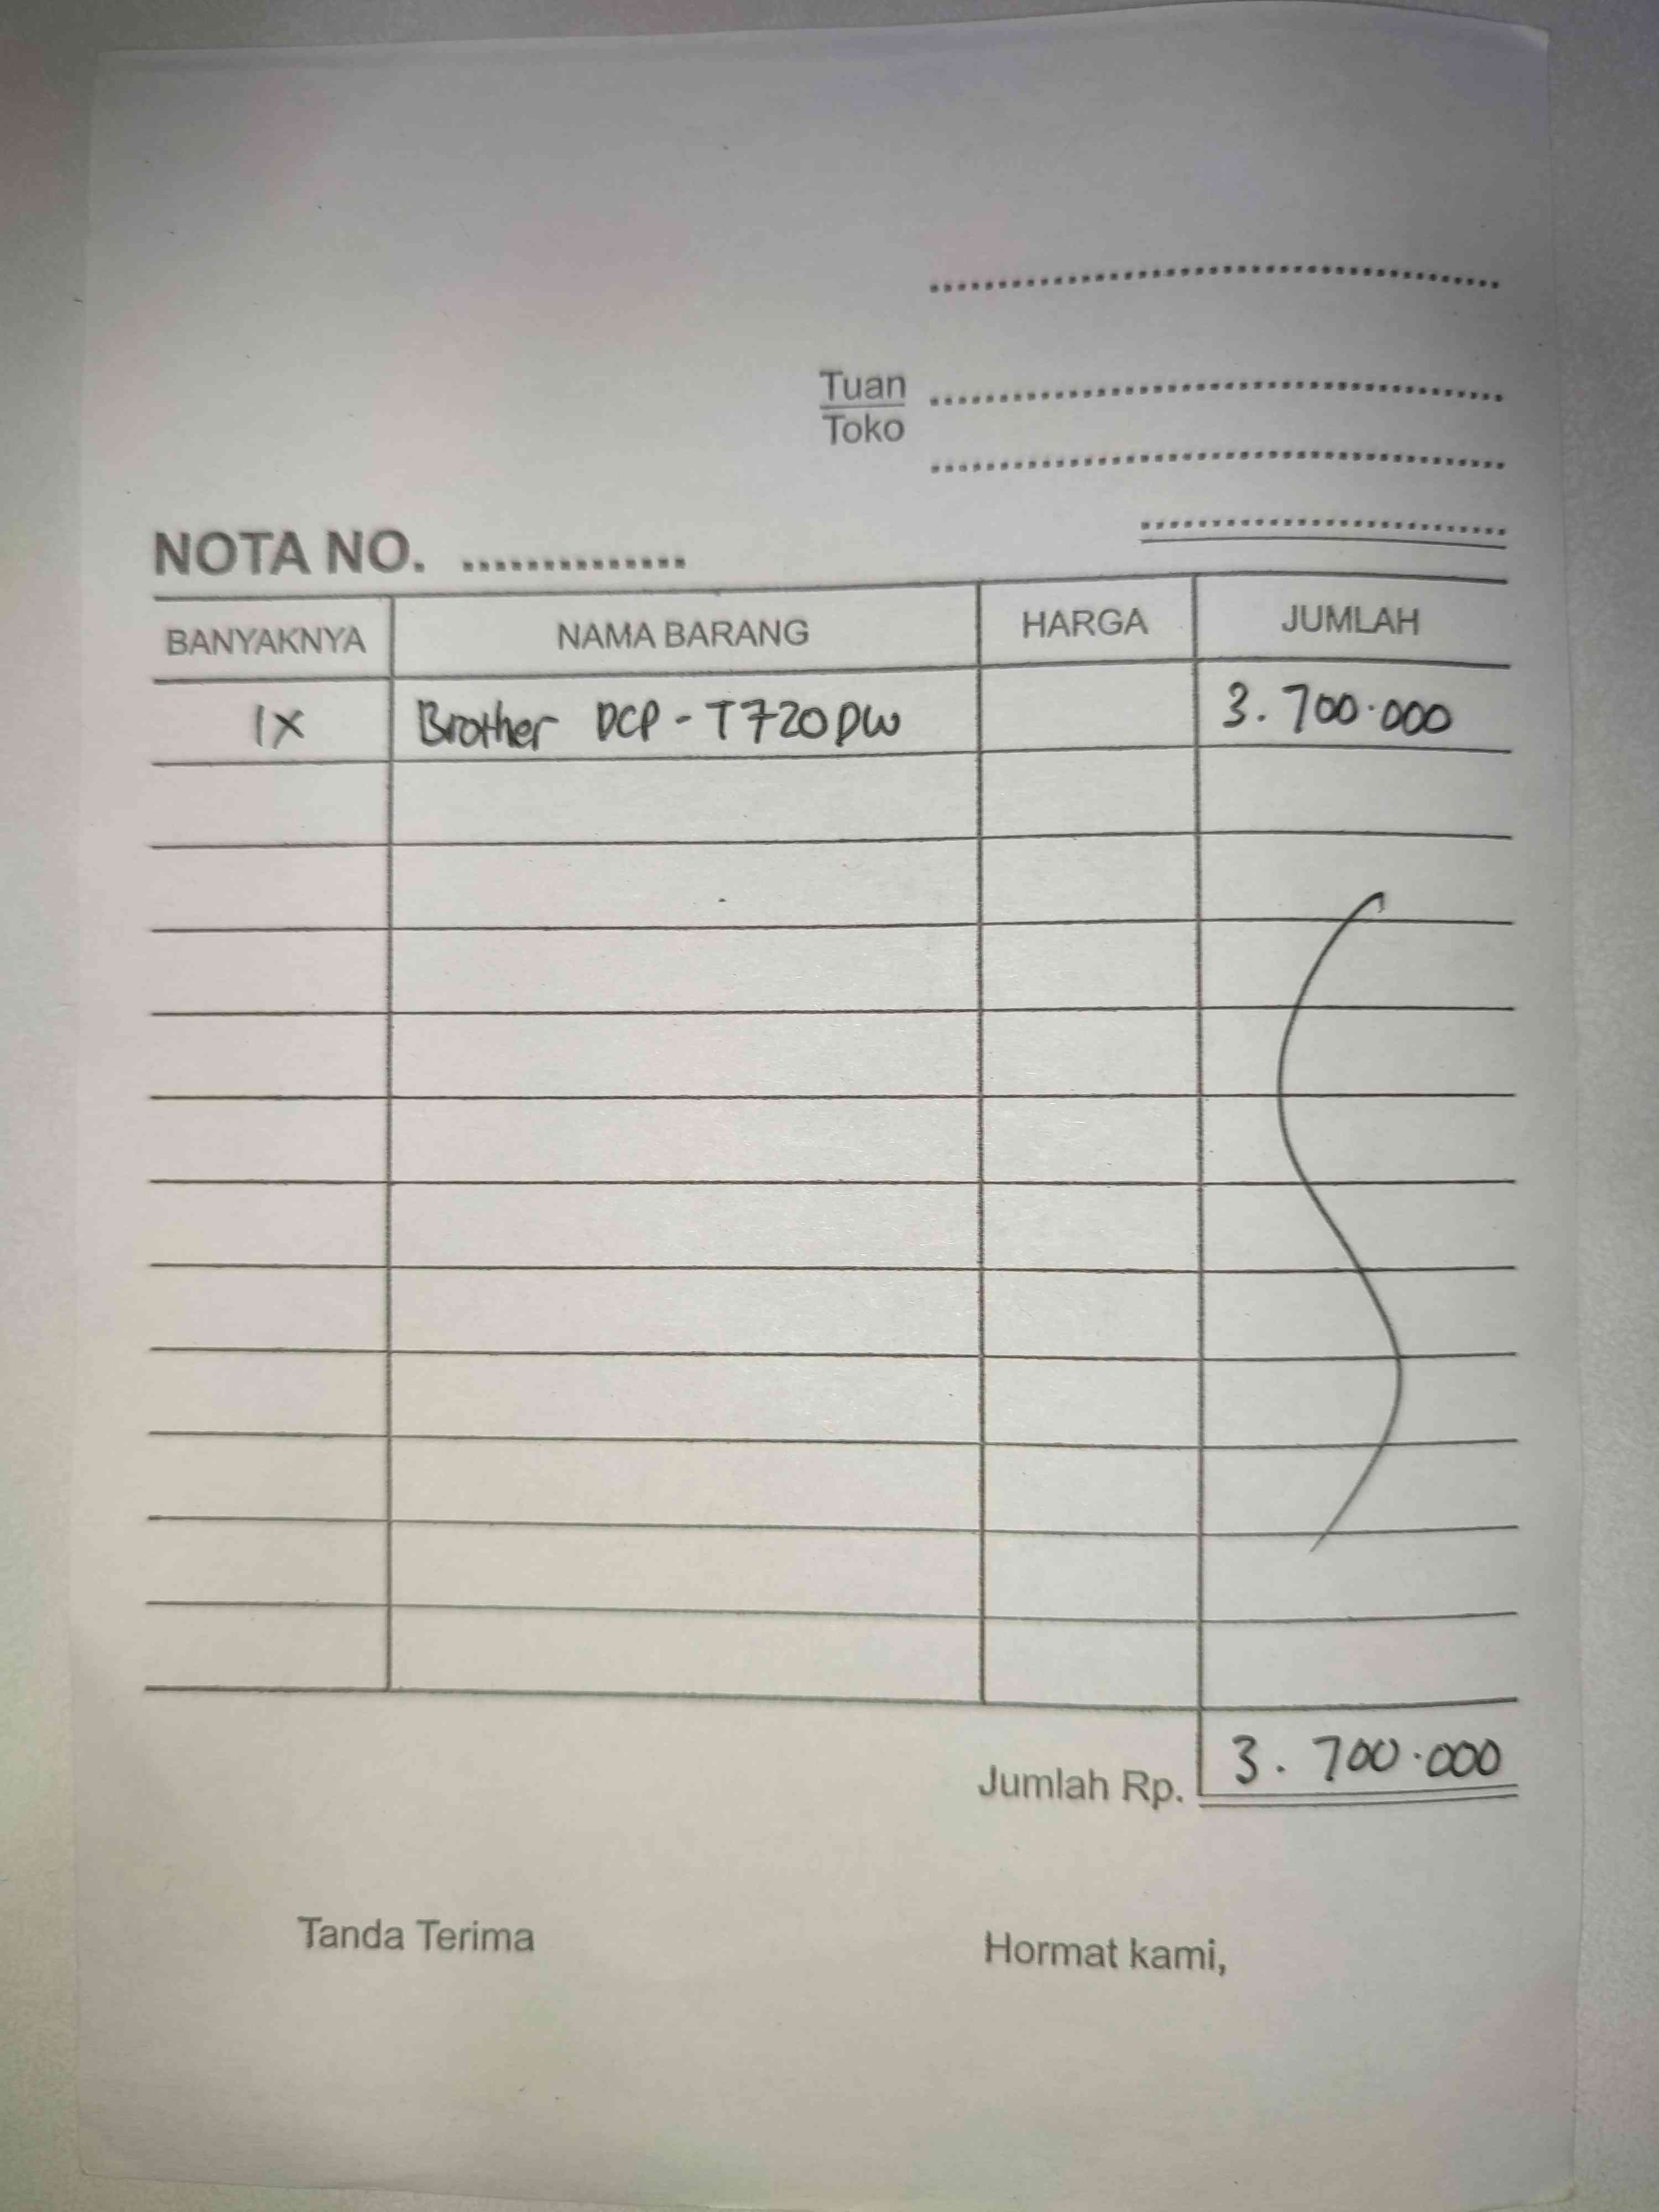 Tuan
Toko
NOTA NO. ..............
BANYAKNYA NAMA BARANG HARGA JUMLAH
1X Brother DCP - T720DW 3.700.000
Jumlah Rp. 3.700.000
Tanda Terima Hormat kami,